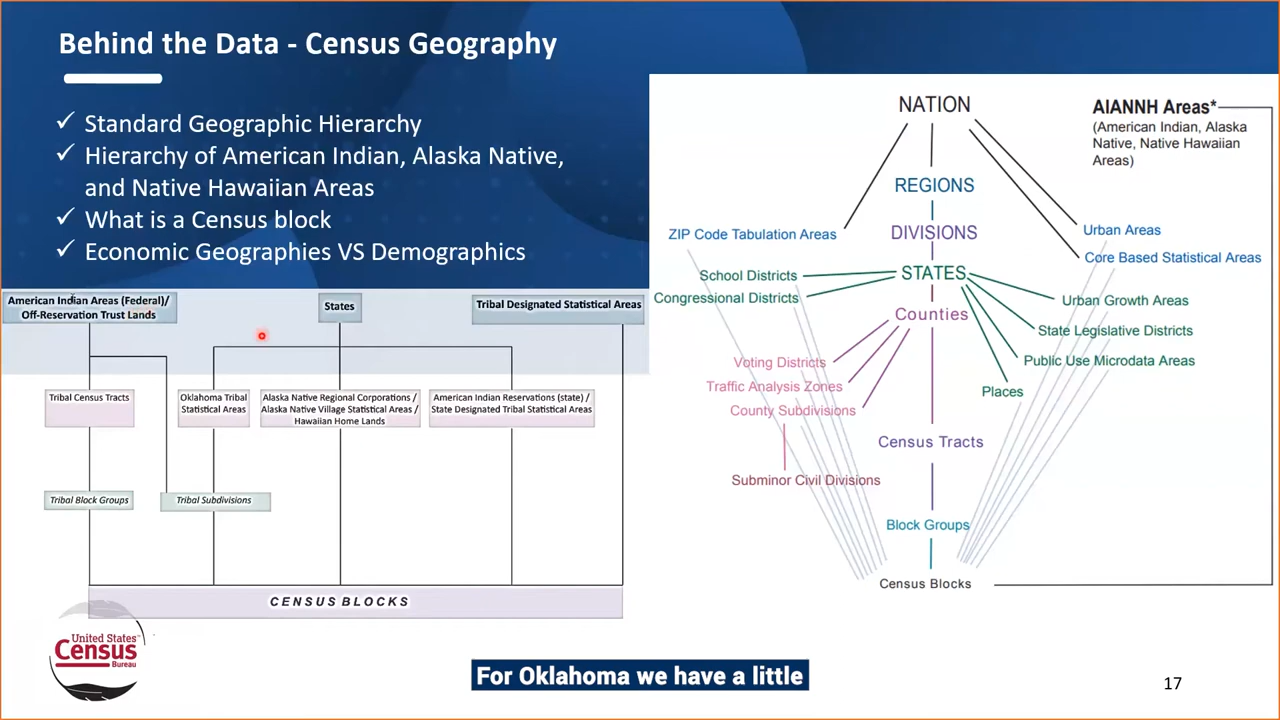 Behind the Data - Census Geography
✓ Standard Geographic Hierarchy
✓ Hierarchy of American Indian, Alaska Native,
and Native Hawaiian Areas
✓ What is a Census block
✓ Economic Geographies VS Demographics
American Indian Areas (Federal)/
Off-Reservation Trust Lands
States
Tribal Designated Statistical Areas
Tribal Census Tracts
Oklahoma Tribal
Statistical Areas
Alaska Native Regional Corporations /
Alaska Native Village Statistical Areas /
Hawaiian Home Lands
American Indian Reservations (state) /
State Designated Tribal Statistical Areas
Tribal Block Groups
Tribal Subdivisions
CENSUS BLOCKS
NATION
AIANNH Areas*
(American Indian, Alaska
Native, Native Hawaiian
Areas)
REGIONS
ZIP Code Tabulation Areas
DIVISIONS
Urban Areas
Core Based Statistical Areas
School Districts
STATES
Congressional Districts
Urban Growth Areas
Counties
State Legislative Districts
Voting Districts
Public Use Microdata Areas
Traffic Analysis Zones
Places
County Subdivisions
Census Tracts
Subminor Civil Divisions
Block Groups
Census Blocks
United States™
Census
Bureau
For Oklahoma we have a little
17